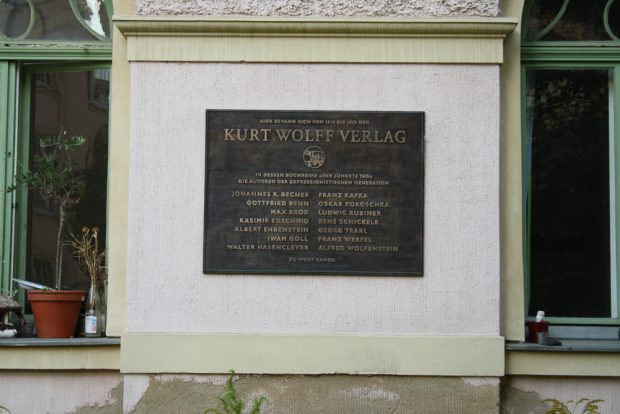 HIER BEFAND SICH VON 1914 BIS 1919 DER
KURT WOLFF VERLAG
IN DESSEN BUCHREIHE »DER JÜNGSTE TAG«
DIE AUTOREN DER EXPRESSIONISTISCHEN GENERATION
JOHANNES R. BECHER FRANZ KAFKA
GOTTFRIED BENN OSKAR KOKOSCHKA
MAX BROD LUDWIG RUBINER
KASIMIR EDSCHMID RENÉ SCHICKELE
ALBERT EHRENSTEIN GEORG TRAKL
IWAN GOLL FRANZ WERFEL
WALTER HASENCLEVER ALFRED WOLFENSTEIN
ZU WORT KAMEN.